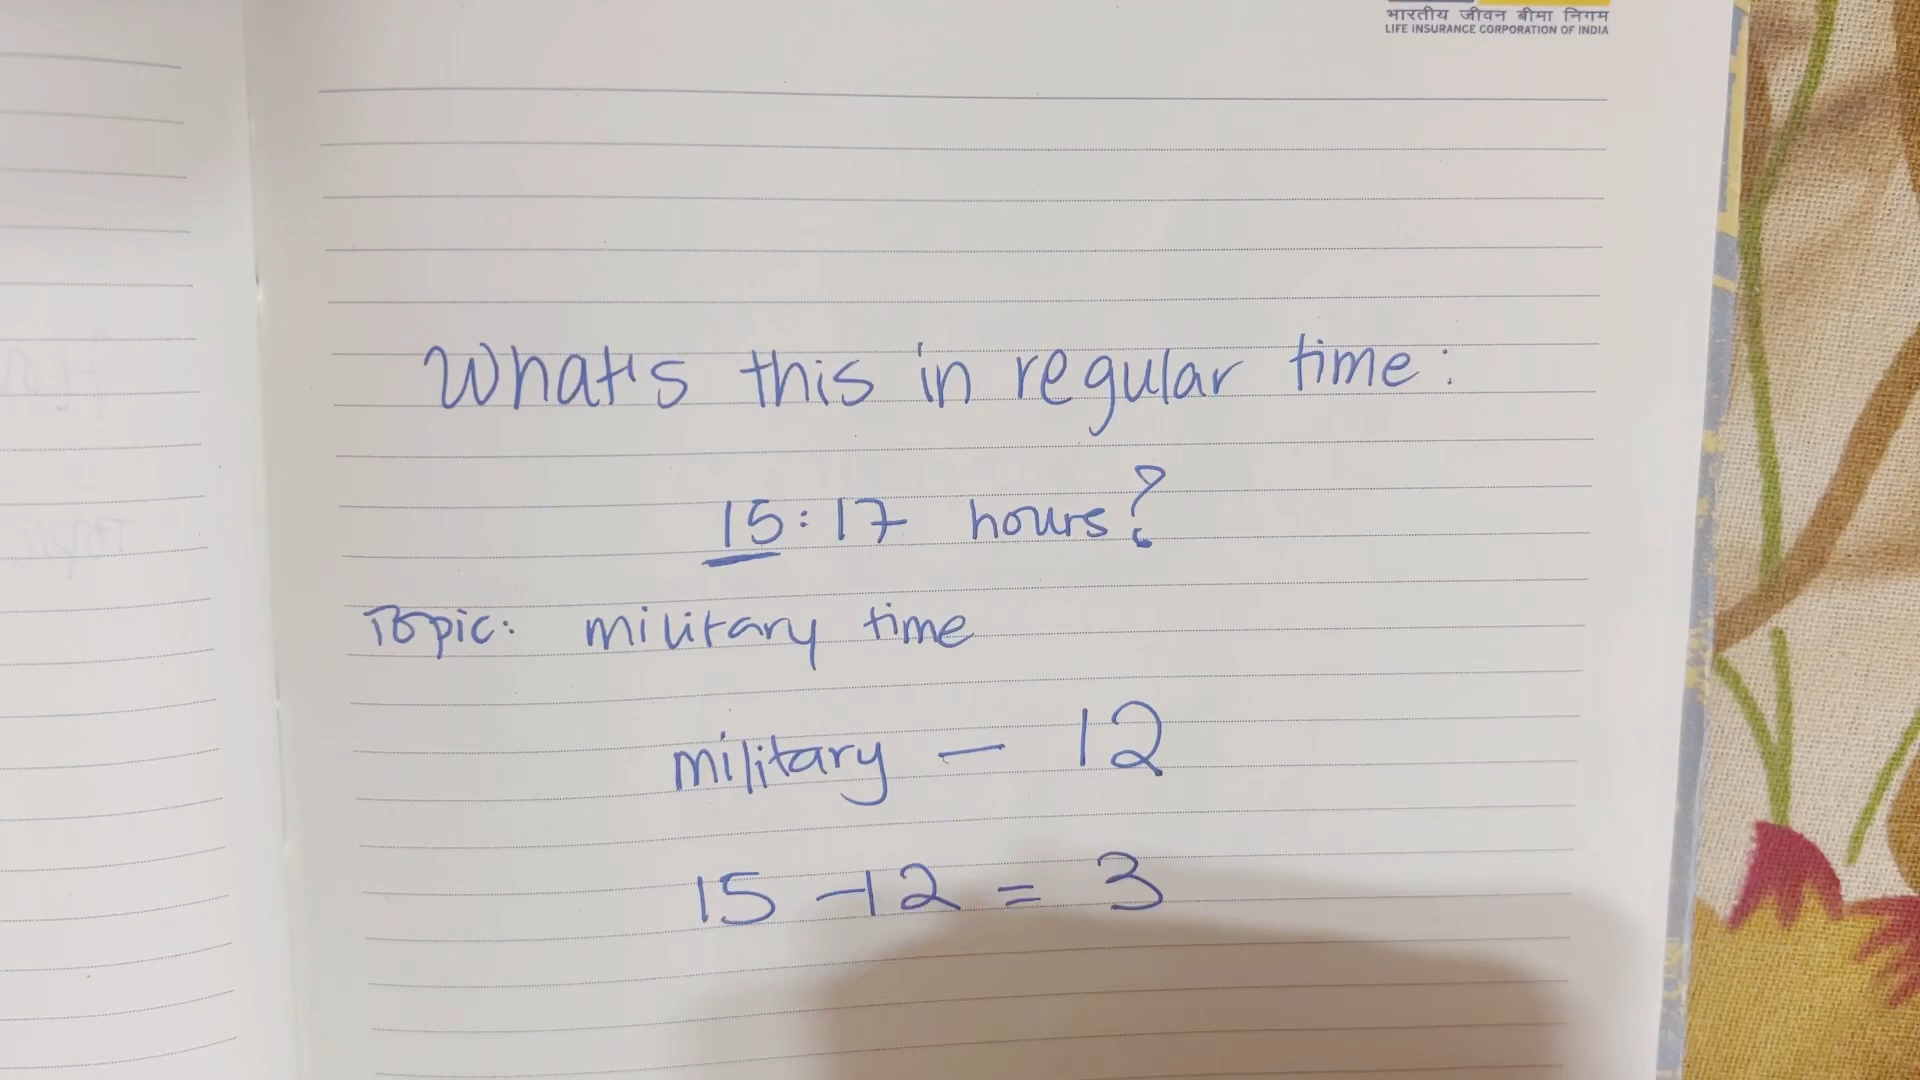 भारतीय जीवन बीमा निगम
LIFE INSURANCE CORPORATION OF INDIA
What's this in regular time:
15:17 hours?
Topic: military time
military - 12
15 - 12 = 3